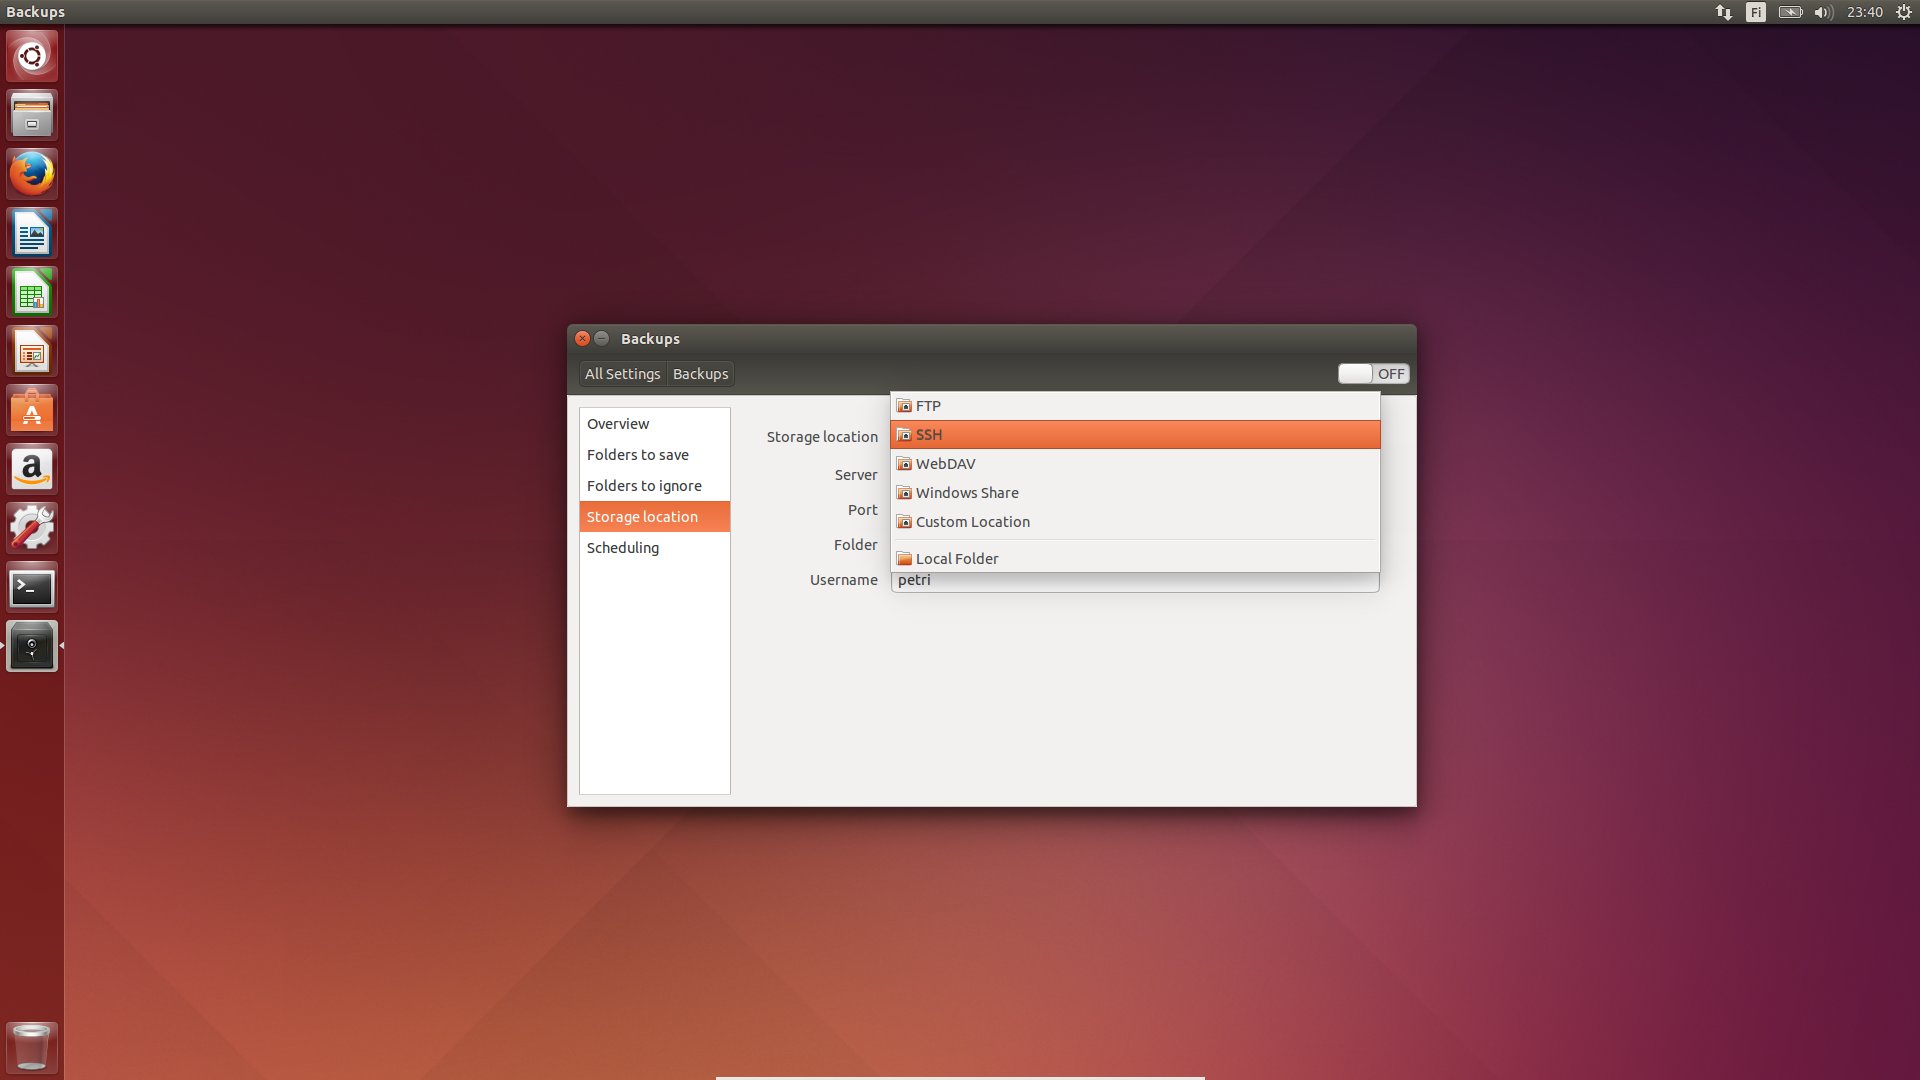 Backups
Fi
23:40
Backups
All Settings Backups
OFF
Overview
Folders to save
Folders to ignore
Storage location
Scheduling
Storage location
Server
Port
Folder
Username
FTP
SSH
WebDAV
Windows Share
Custom Location
Local Folder
petri